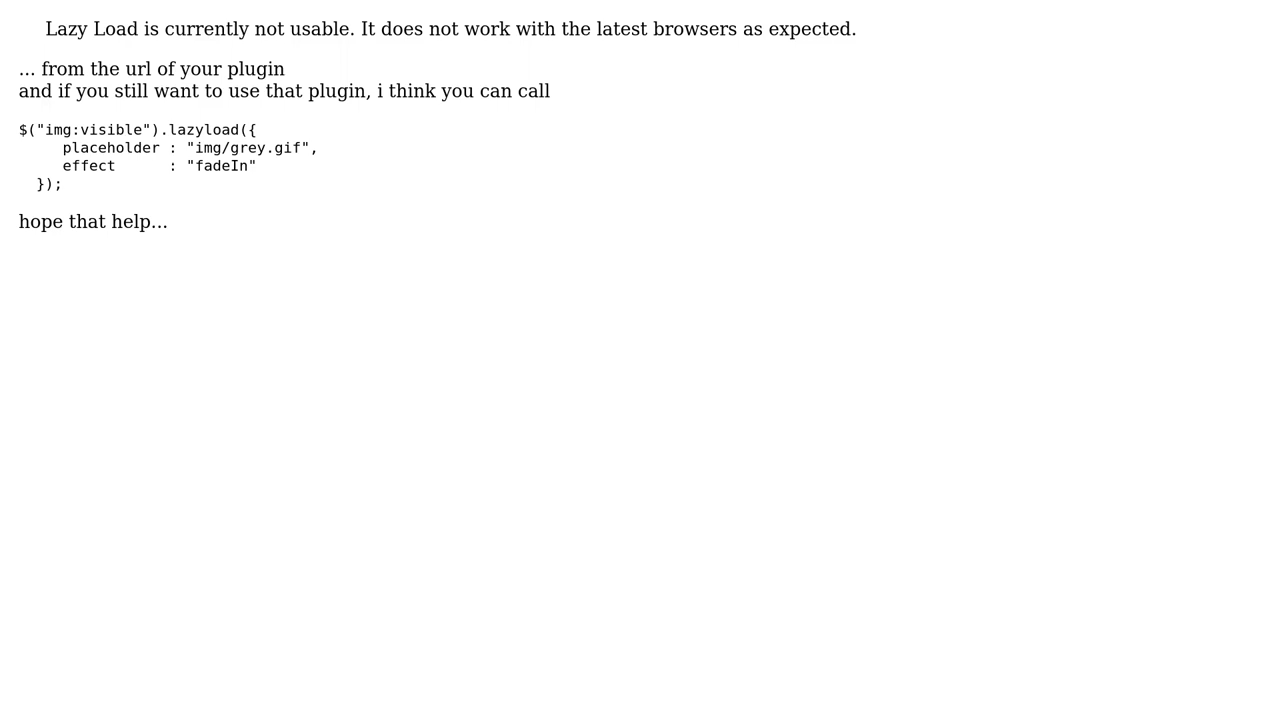 Lazy Load is currently not usable. It does not work with the latest browsers as expected.
... from the url of your plugin
and if you still want to use that plugin, i think you can call
$("img:visible").lazyload({
     placeholder : "img/grey.gif",
     effect      : "fadeIn"
  });
hope that help...